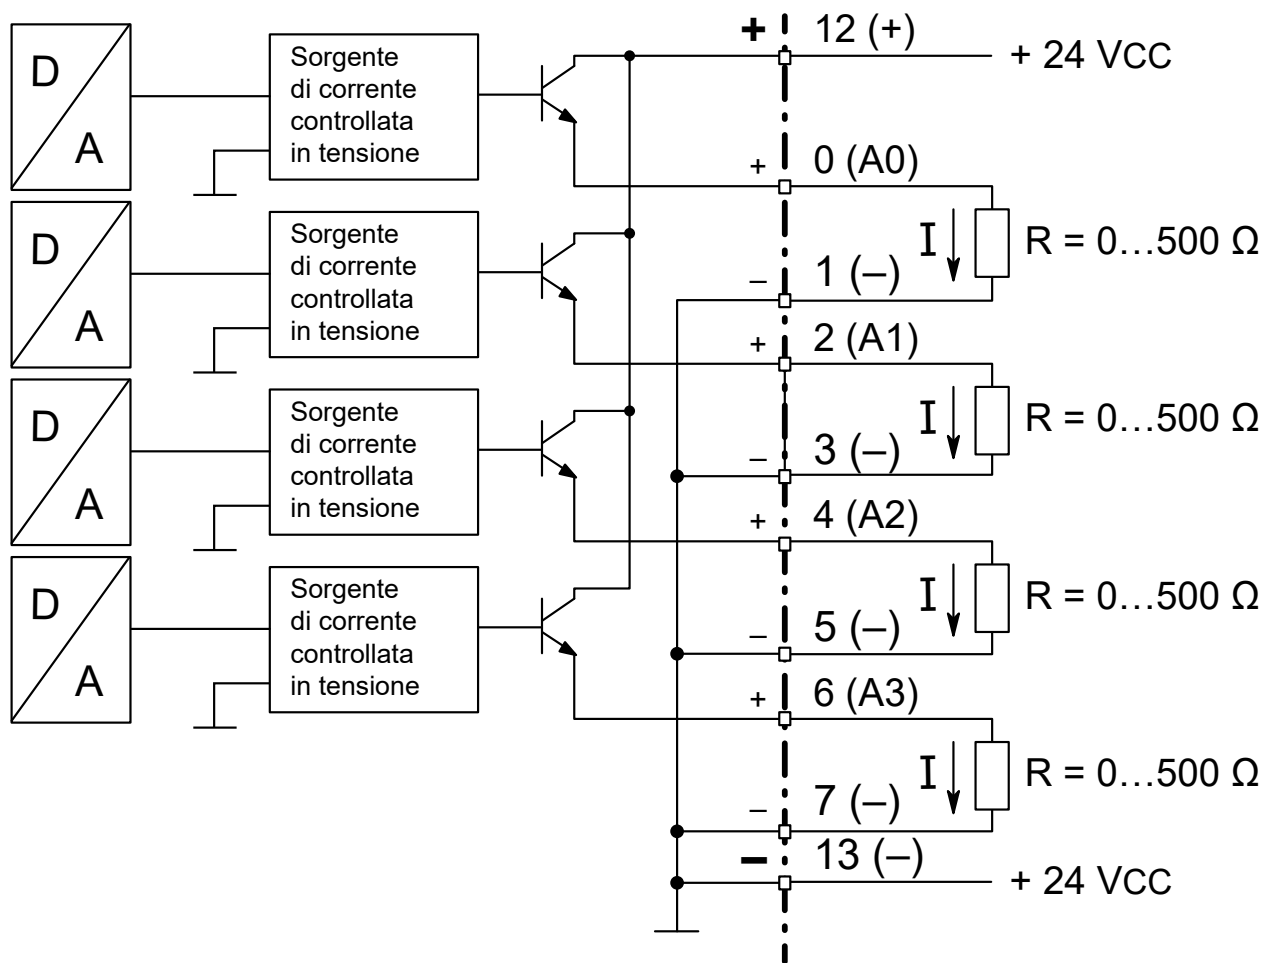 + 12 (+) + 24 VCC
D
A
Sorgente
di corrente
controllata
in tensione
+ 0 (A0)
I R = 0…500 Ω
– 1 (–)
D
A
Sorgente
di corrente
controllata
in tensione
+ 2 (A1)
I R = 0…500 Ω
– 3 (–)
D
A
Sorgente
di corrente
controllata
in tensione
+ 4 (A2)
I R = 0…500 Ω
– 5 (–)
D
A
Sorgente
di corrente
controllata
in tensione
+ 6 (A3)
I R = 0…500 Ω
– 7 (–)
– 13 (–) + 24 VCC